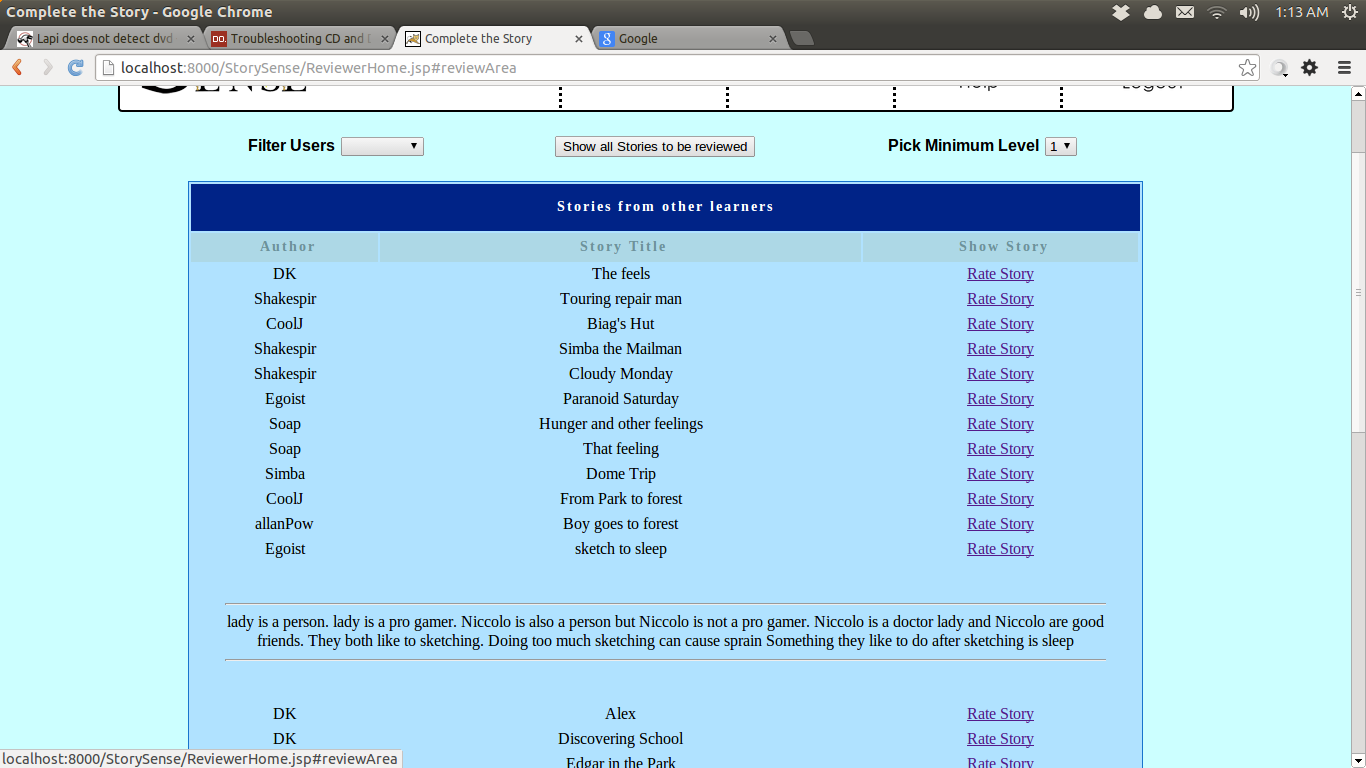 Complete the Story - Google Chrome 1:13 AM
Lapi does not detect dvd Troubleshooting CD and Complete the Story Google
localhost:8000/StorySense/ReviewerHome.jsp#reviewArea
Filter Users Show all Stories to be reviewed Pick Minimum Level 1
Stories from other learners
Author Story Title Show Story
DK The feels Rate Story
Shakespir Touring repair man Rate Story
CoolJ Biag's Hut Rate Story
Shakespir Simba the Mailman Rate Story
Shakespir Cloudy Monday Rate Story
Egoist Paranoid Saturday Rate Story
Soap Hunger and other feelings Rate Story
Soap That feeling Rate Story
Simba Dome Trip Rate Story
CoolJ From Park to forest Rate Story
allanPow Boy goes to forest Rate Story
Egoist sketch to sleep Rate Story
lady is a person. lady is a pro gamer. Niccolo is also a person but Niccolo is not a pro gamer. Niccolo is a doctor lady and Niccolo are good
friends. They both like to sketching. Doing too much sketching can cause sprain Something they like to do after sketching is sleep
DK Alex Rate Story
DK Discovering School Rate Story
Edgar in the Park Rate Story
localhost:8000/StorySense/ReviewerHome.jsp#reviewArea